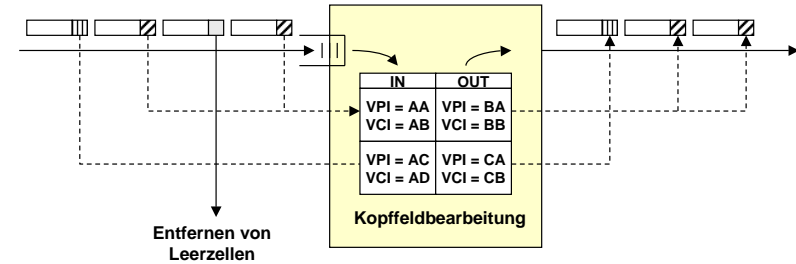 IN OUT
VPI = AA VPI = BA
VCI = AB VCI = BB
VPI = AC VPI = CA
VCI = AD VCI = CB
Kopffeldbearbeitung
Entfernen von
Leerzellen